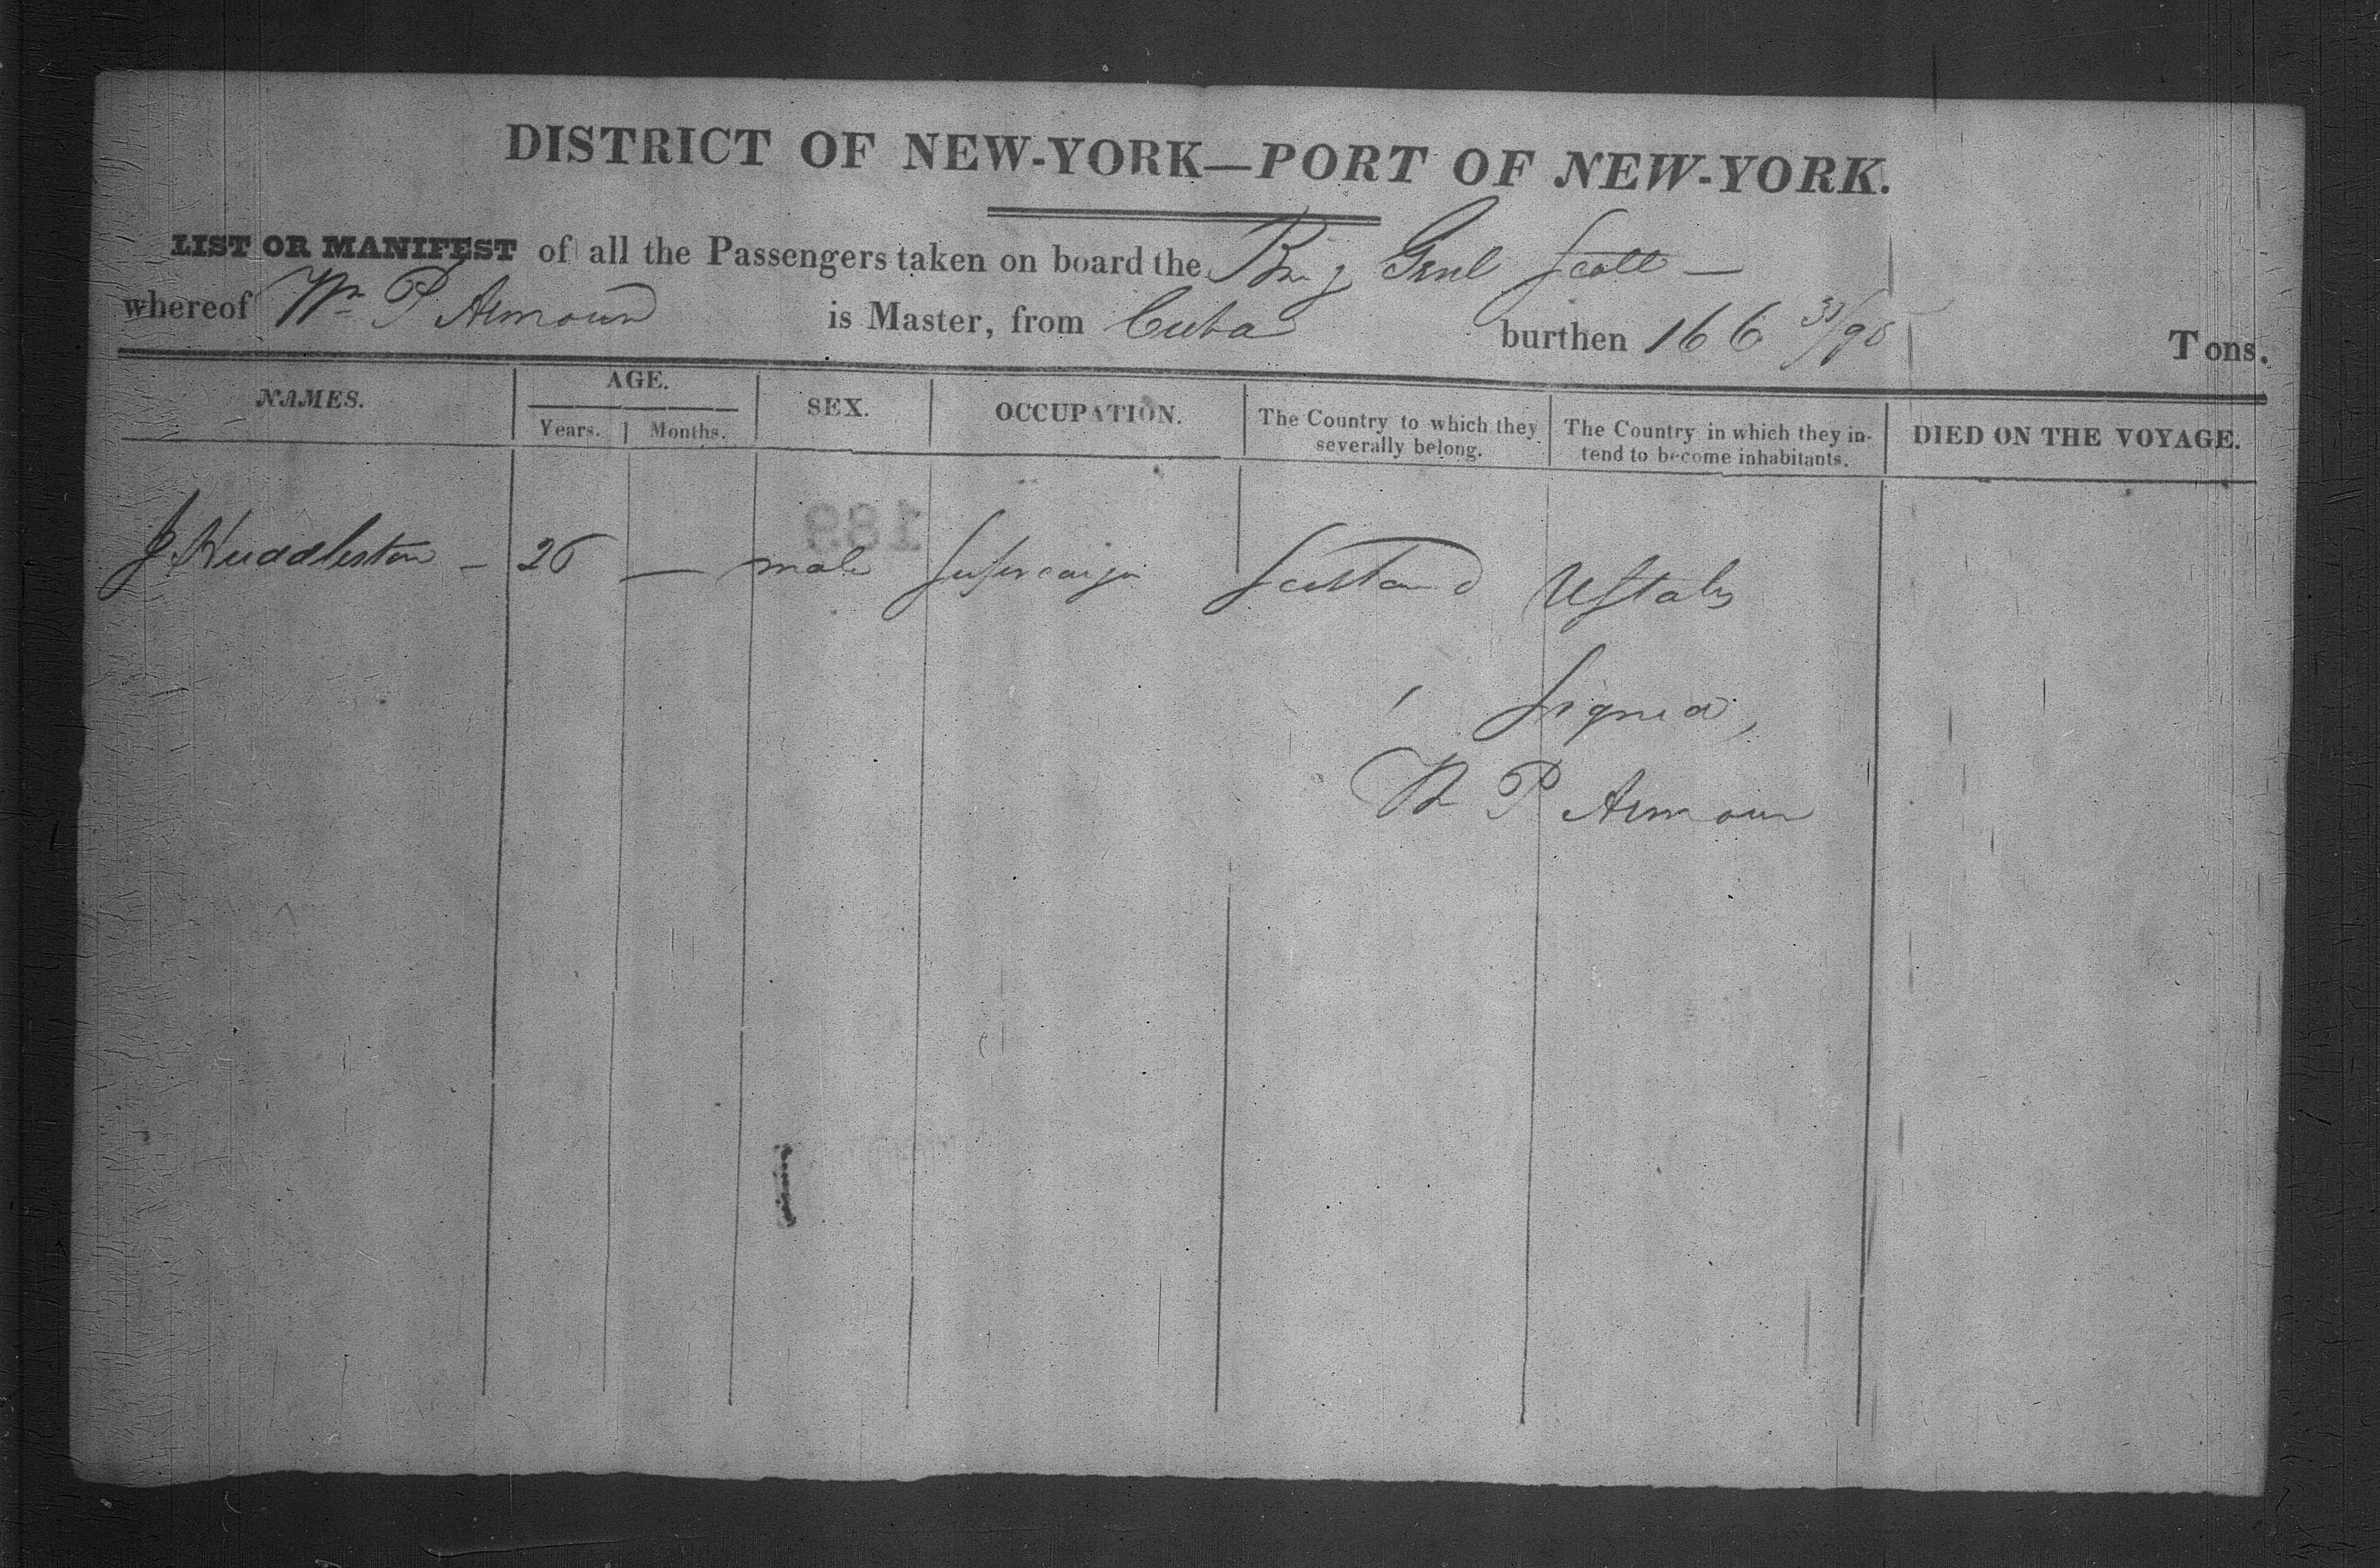 DISTRICT OF NEW-YORK—PORT OF NEW-YORK.
LIST OR MANIFEST of all the Passengers taken on board the Brig Genl Scott —
whereof Wm P Armour is Master, from Cuba burthen 166 31/95 Tons.
NAMES. AGE. SEX. OCCUPATION. The Country to which they severally belong. The Country in which they intend to become inhabitants. DIED ON THE VOYAGE.
Years. Months.
189
J Huddleston — 26 — male Supercargo Scotland UStates
Signed,
Wm P Armour